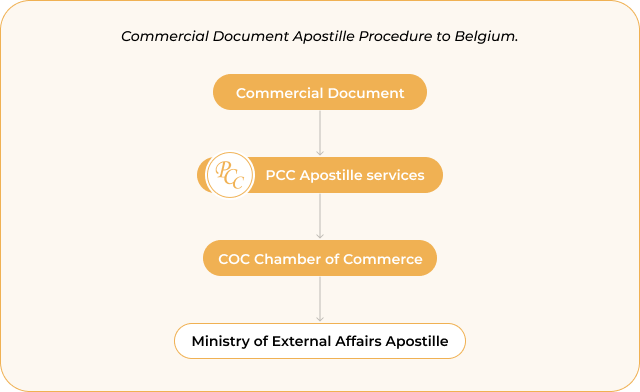 Commercial Document Apostille Procedure to Belgium.
Commercial Document
PCC
PCC Apostille services
COC Chamber of Commerce
Ministry of External Affairs Apostille